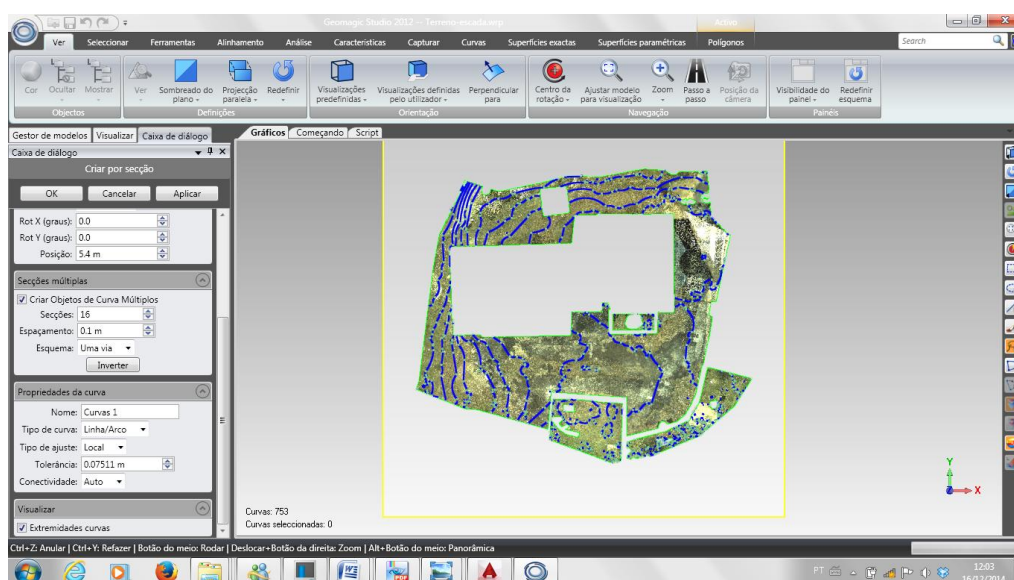 Geomagic Studio 2012 -- Terreno-escada.wrp
Activo
Ver Seleccionar Ferramentas Alinhamento Análise Caracteristicas Capturar Curvas Superfícies exactas Superfícies paramétricas Polígonos Search
Cor Ocultar Mostrar Ver Sombreado do plano Projecção paralela Redefinir Visualizações predefinidas Visualizações definidas pelo utilizador Perpendicular para Centro da rotação Ajustar modelo para visualização Zoom Passo a passo Posição da câmera Visibilidade do painel Redefinir esquema
Objectos Definições Orientação Navegação Painéis
Gestor de modelos Visualizar Caixa de diálogo Gráficos Começando Script
Caixa de diálogo
Criar por secção
OK Cancelar Aplicar
Rot X (graus): 0.0
Rot Y (graus): 0.0
Posição: 5.4 m
Secções múltiplas
Criar Objetos de Curva Múltiplos
Secções: 16
Espaçamento: 0.1 m
Esquema: Uma via
Inverter
Propriedades da curva
Nome: Curvas 1
Tipo de curva: Linha/Arco
Tipo de ajuste: Local
Tolerância: 0.07511 m
Conectividade: Auto
Visualizar
Extremidades curvas
Y
X
Curvas: 753
Curvas seleccionadas: 0
Ctrl+Z: Anular | Ctrl+Y: Refazer | Botão do meio: Rodar | Deslocar+Botão da direita: Zoom | Alt+Botão do meio: Panorâmica
PT 12:03
16/12/2014